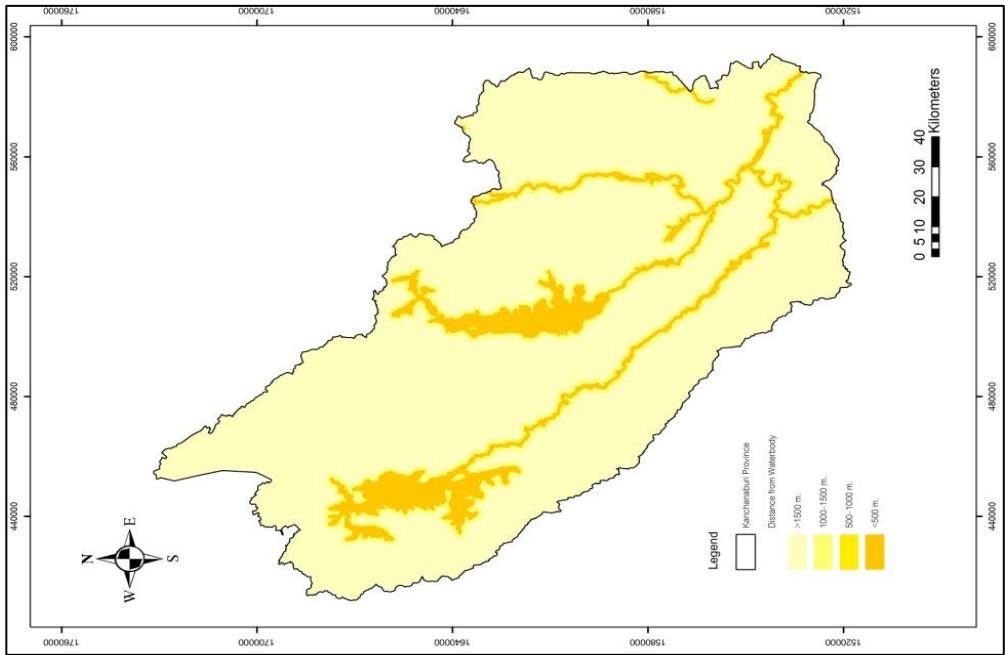 1760000 1700000 1640000 1580000 1520000
600000
560000
520000
480000
440000
600000
560000
520000
480000
440000
N
E
S
W
0 5 10 20 30 40
Kilometers
Legend
Kanchanaburi Province
Distance from Waterbody
>1500 m.
1000-1500 m.
500-1000 m.
<500 m.
1760000 1700000 1640000 1580000 1520000